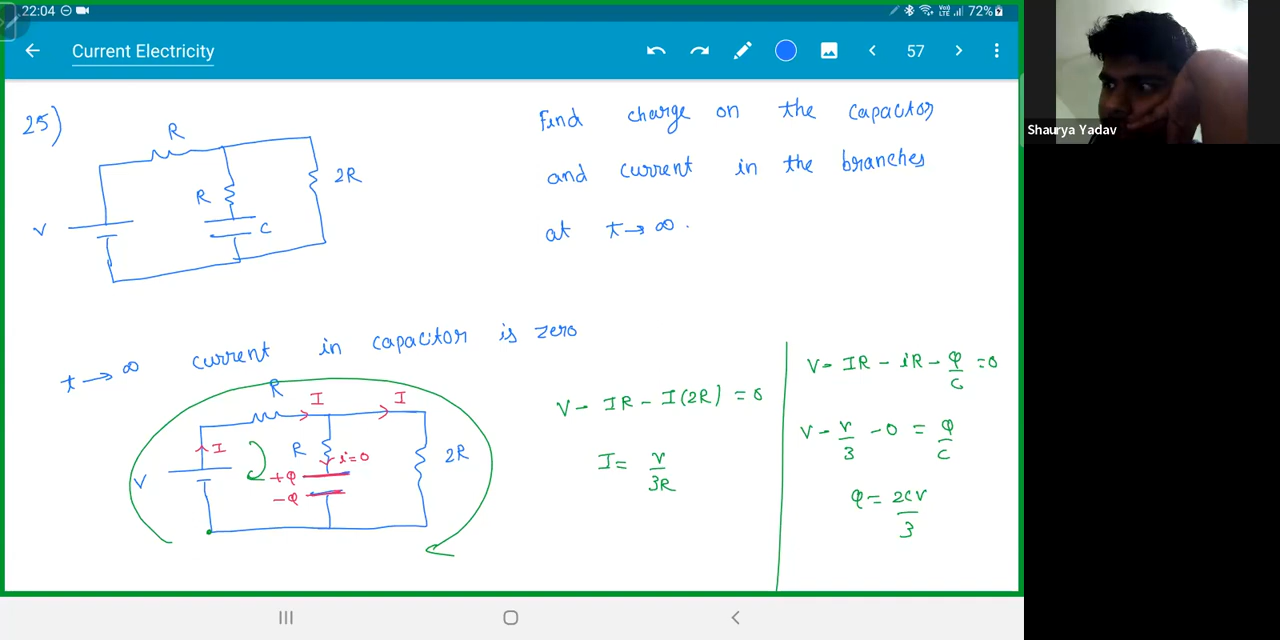 22:04
72%
Current Electricity
57
Shaurya Yadav
25)
R
R
2R
V
C
Find charge on the capacitor
and current in the branches
at t→∞.
t→∞ current in capacitor is zero
R
I
I
I
R
i=0
2R
V
+φ
-φ
V - IR - I(2R) = 0
I = V/3R
V - IR - iR - φ/C = 0
V - V/3 - 0 = φ/C
φ = 2CV/3